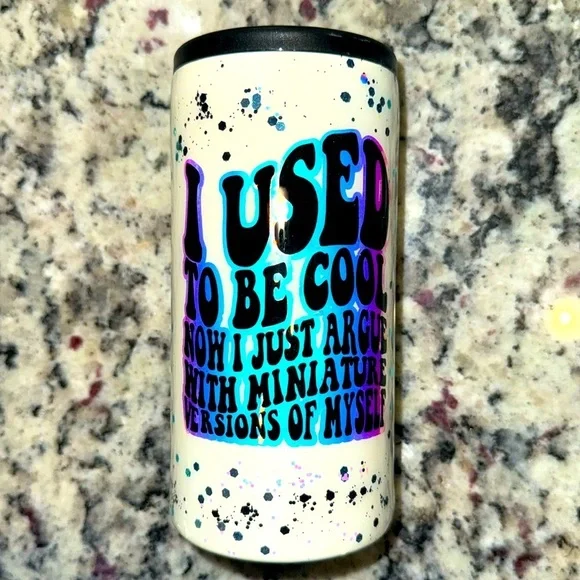 I USED
TO BE COOL
NOW I JUST ARGUE
WITH MINIATURE
VERSIONS OF MYSELF